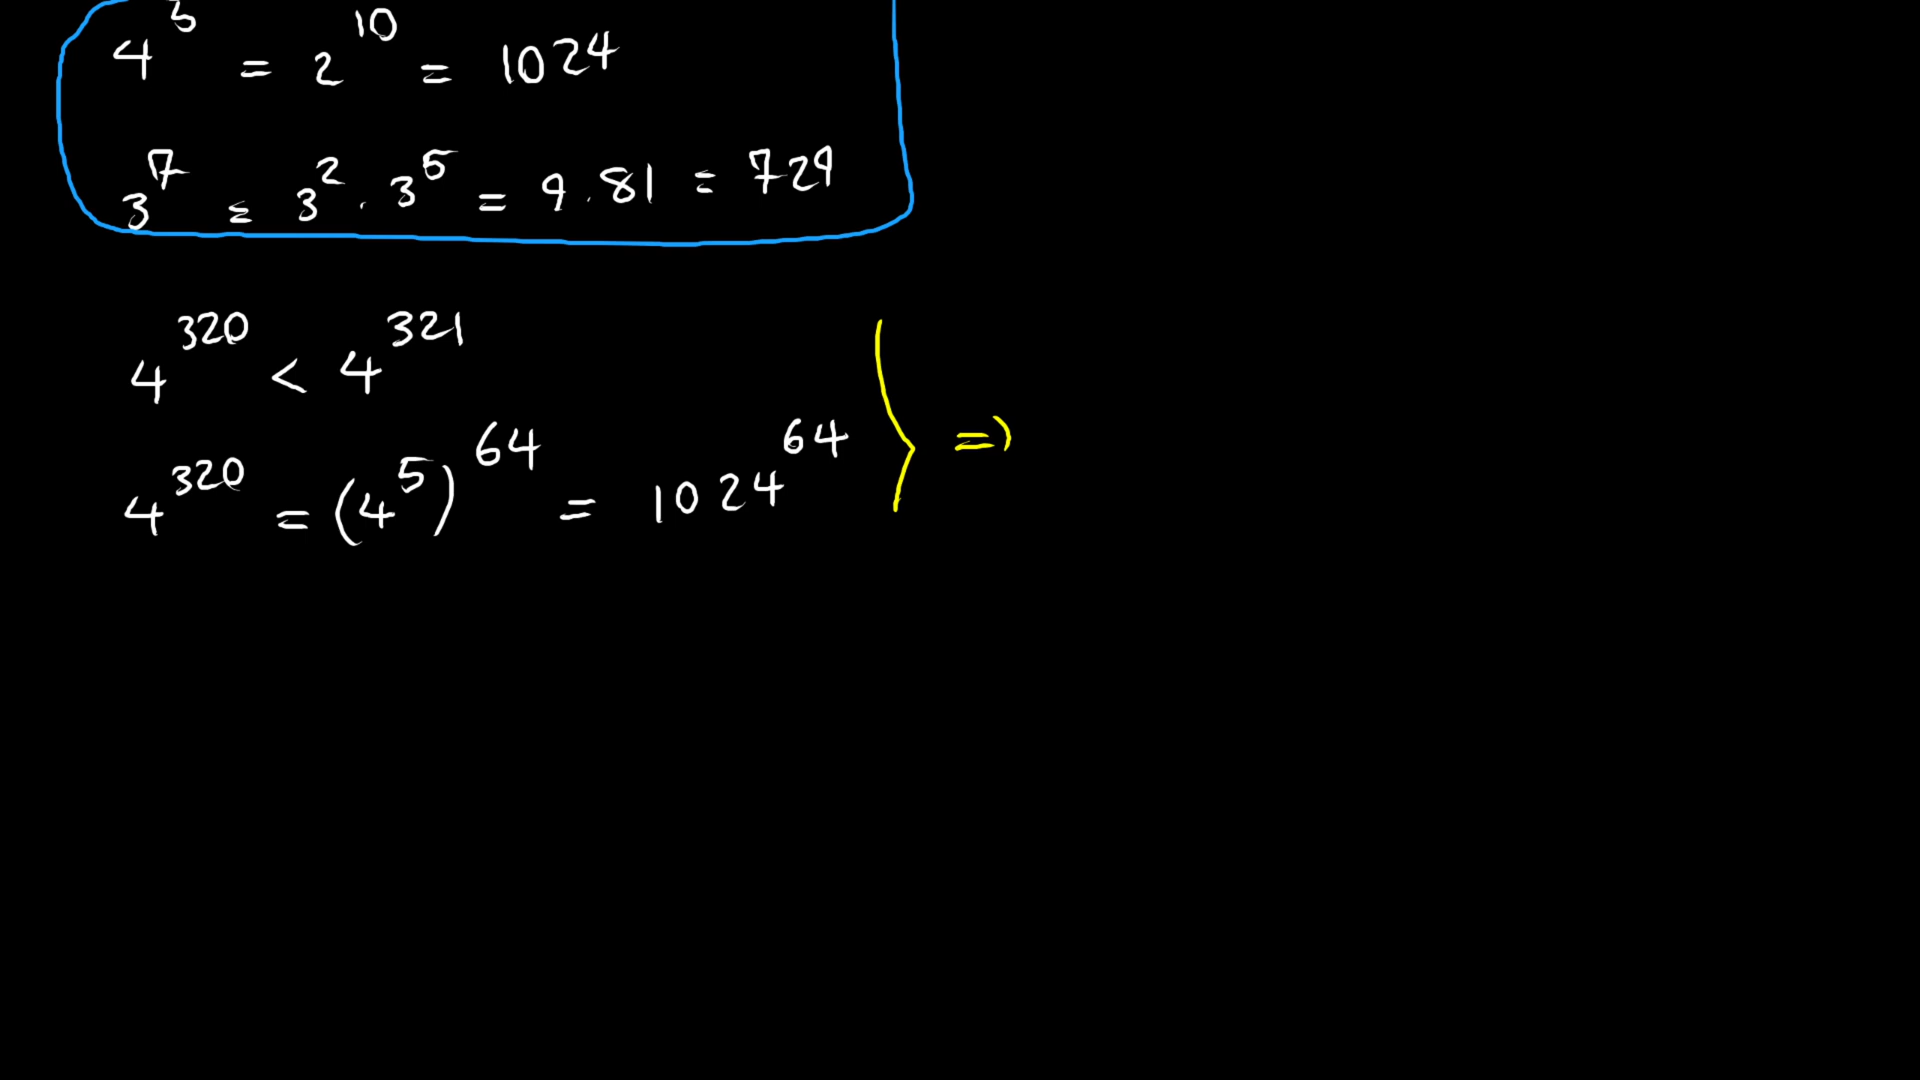 4^5 = 2^10 = 1024
3^7 = 3^2 . 3^5 = 9.81 = 729
4^320 < 4^321
4^320 = (4^5)^64 = 1024^64 =>